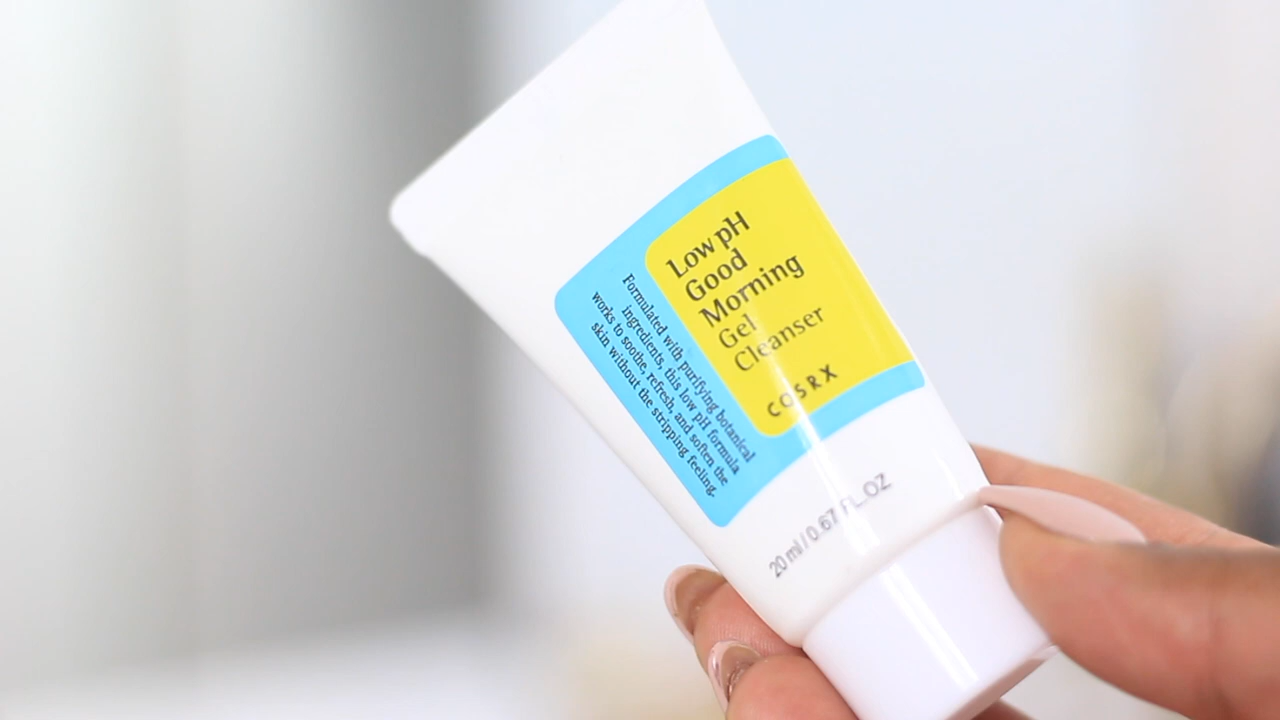 Low pH
Good
Morning
Gel
Cleanser
COSRX
Formulated with purifying botanical
ingredients, this low pH formula
works to soothe, refresh, and soften the
skin without the stripping feeling.
20 ml / 0.67 FL.OZ